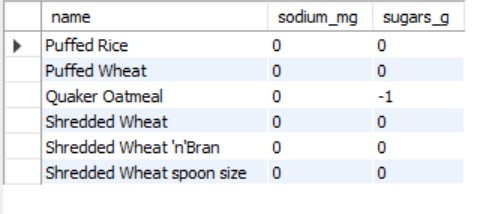 name sodium_mg sugars_g
Puffed Rice 0 0
Puffed Wheat 0 0
Quaker Oatmeal 0 -1
Shredded Wheat 0 0
Shredded Wheat 'n'Bran 0 0
Shredded Wheat spoon size 0 0